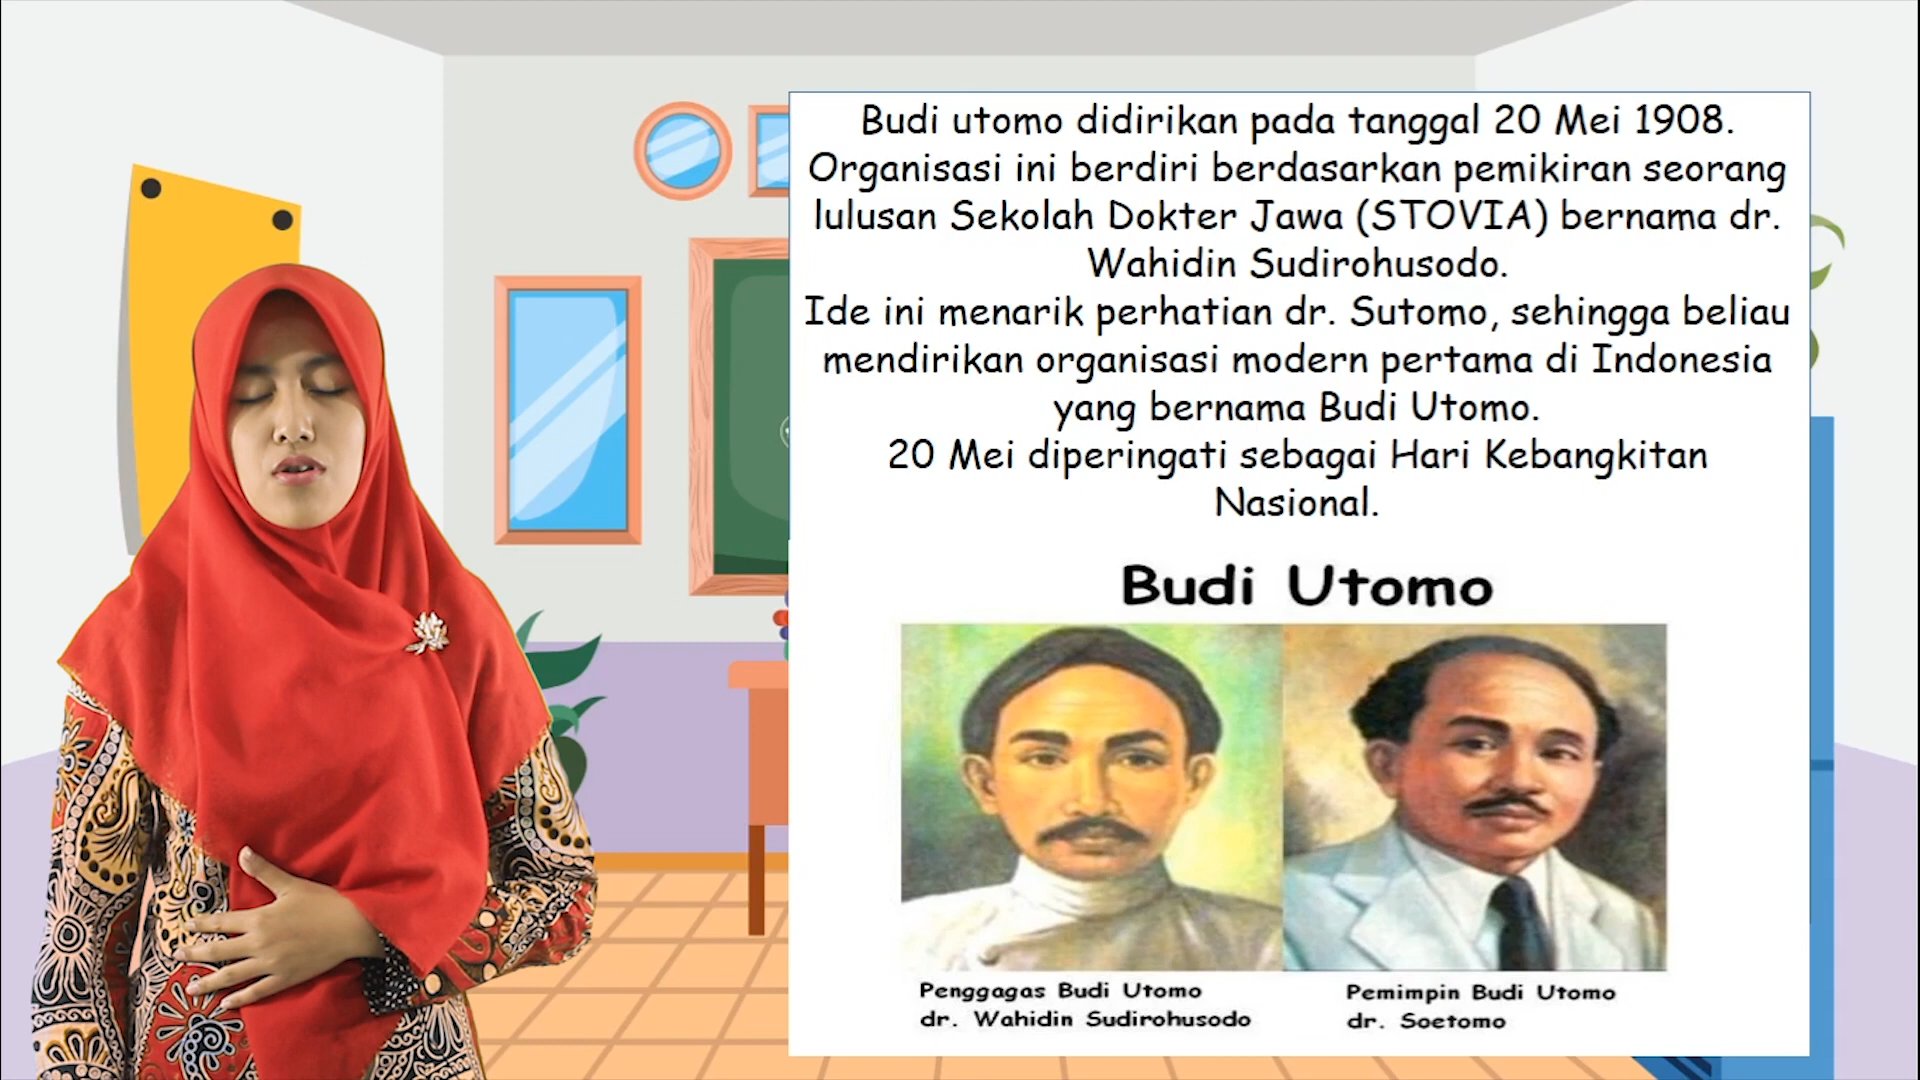 Budi utomo didirikan pada tanggal 20 Mei 1908.
Organisasi ini berdiri berdasarkan pemikiran seorang
lulusan Sekolah Dokter Jawa (STOVIA) bernama dr.
Wahidin Sudirohusodo.
Ide ini menarik perhatian dr. Sutomo, sehingga beliau
mendirikan organisasi modern pertama di Indonesia
yang bernama Budi Utomo.
20 Mei diperingati sebagai Hari Kebangkitan
Nasional.
Budi Utomo
Penggagas Budi Utomo
dr. Wahidin Sudirohusodo
Pemimpin Budi Utomo
dr. Soetomo